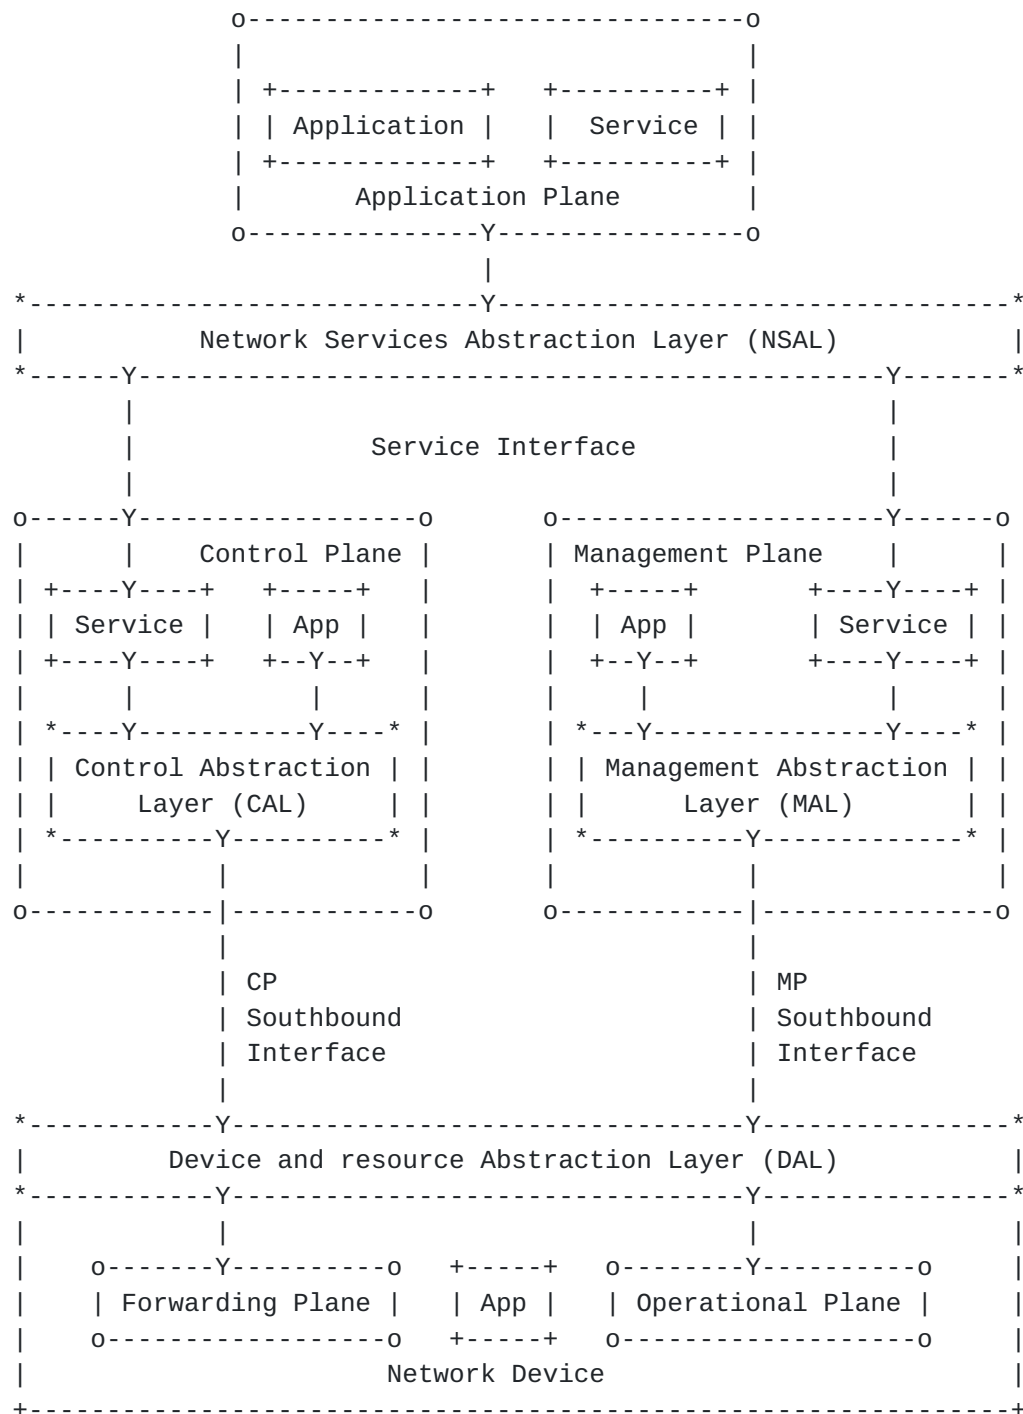 o--------------------------------o
|                                |
| +-------------+   +----------+ |
| | Application |   |  Service | |
| +-------------+   +----------+ |
|       Application Plane        |
o---------------Y----------------o
|
*-----------------------------Y---------------------------------*
|           Network Services Abstraction Layer (NSAL)           |
*------Y------------------------------------------------Y-------*
|                                                |
|               Service Interface                |
|                                                |
o------Y------------------o       o---------------------Y------o
|      |    Control Plane |       | Management Plane    |      |
| +----Y----+   +-----+   |       |  +-----+       +----Y----+ |
| | Service |   | App |   |       |  | App |       | Service | |
| +----Y----+   +--Y--+   |       |  +--Y--+       +----Y----+ |
|      |           |      |       |     |               |      |
| *----Y-----------Y----* |       | *---Y---------------Y----* |
| | Control Abstraction | |       | | Management Abstraction | |
| |     Layer (CAL)     | |       | |      Layer (MAL)       | |
| *----------Y----------* |       | *----------Y-------------* |
|            |            |       |            |               |
o------------|------------o       o------------|---------------o
|                                 |
| CP                              | MP
| Southbound                      | Southbound
| Interface                       | Interface
|                                 |
*------------Y---------------------------------Y----------------*
|         Device and resource Abstraction Layer (DAL)           |
*------------Y---------------------------------Y----------------*
|            |                                 |                |
|    o-------Y----------o   +-----+   o--------Y----------o     |
|    | Forwarding Plane |   | App |   | Operational Plane |     |
|    o------------------o   +-----+   o-------------------o     |
|                       Network Device                          |
+---------------------------------------------------------------+